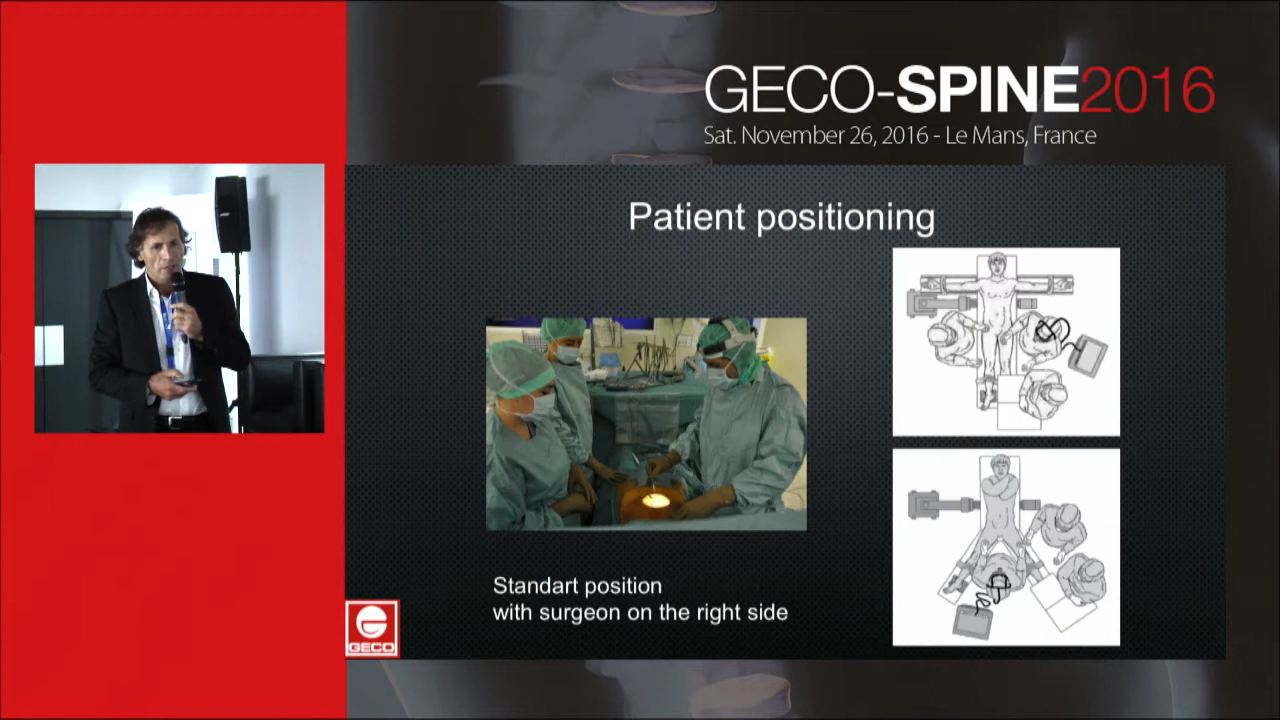 GECO-SPINE2016
Sat. November 26, 2016 - Le Mans, France
Patient positioning
Standart position
with surgeon on the right side
GECO